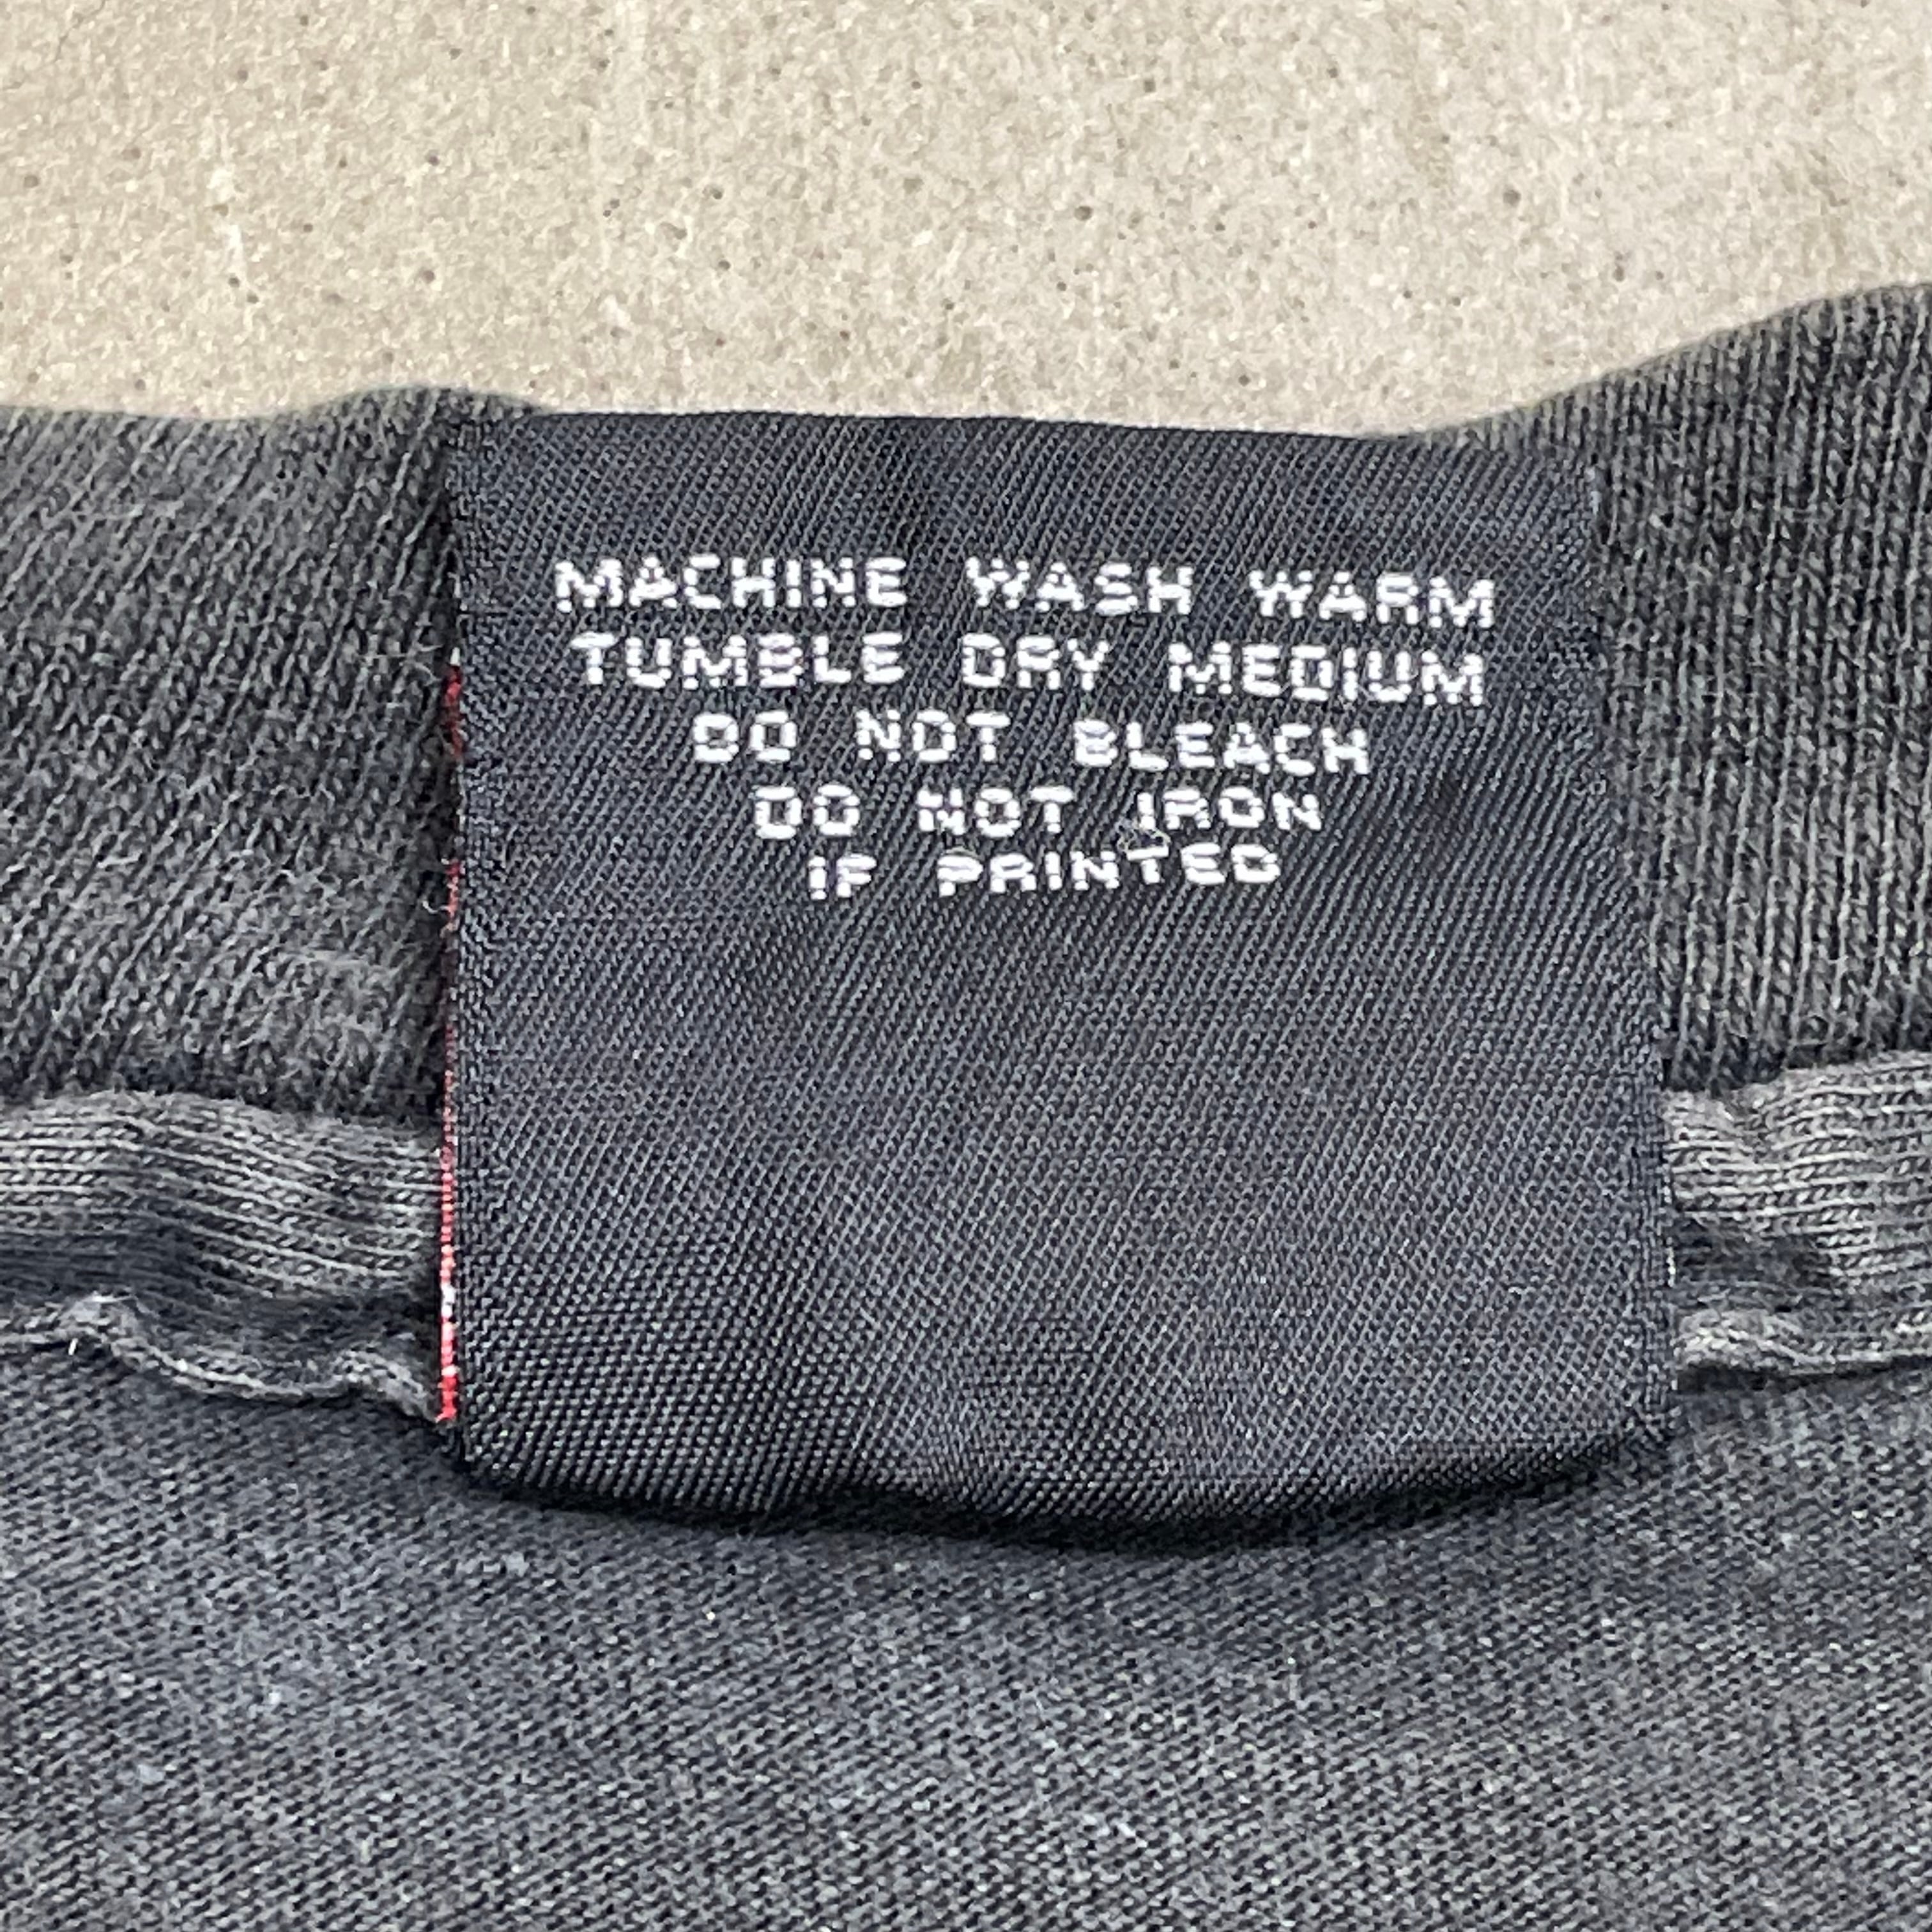 MACHINE WASH WARM
TUMBLE DRY MEDIUM
DO NOT BLEACH
DO NOT IRON
IF PRINTED